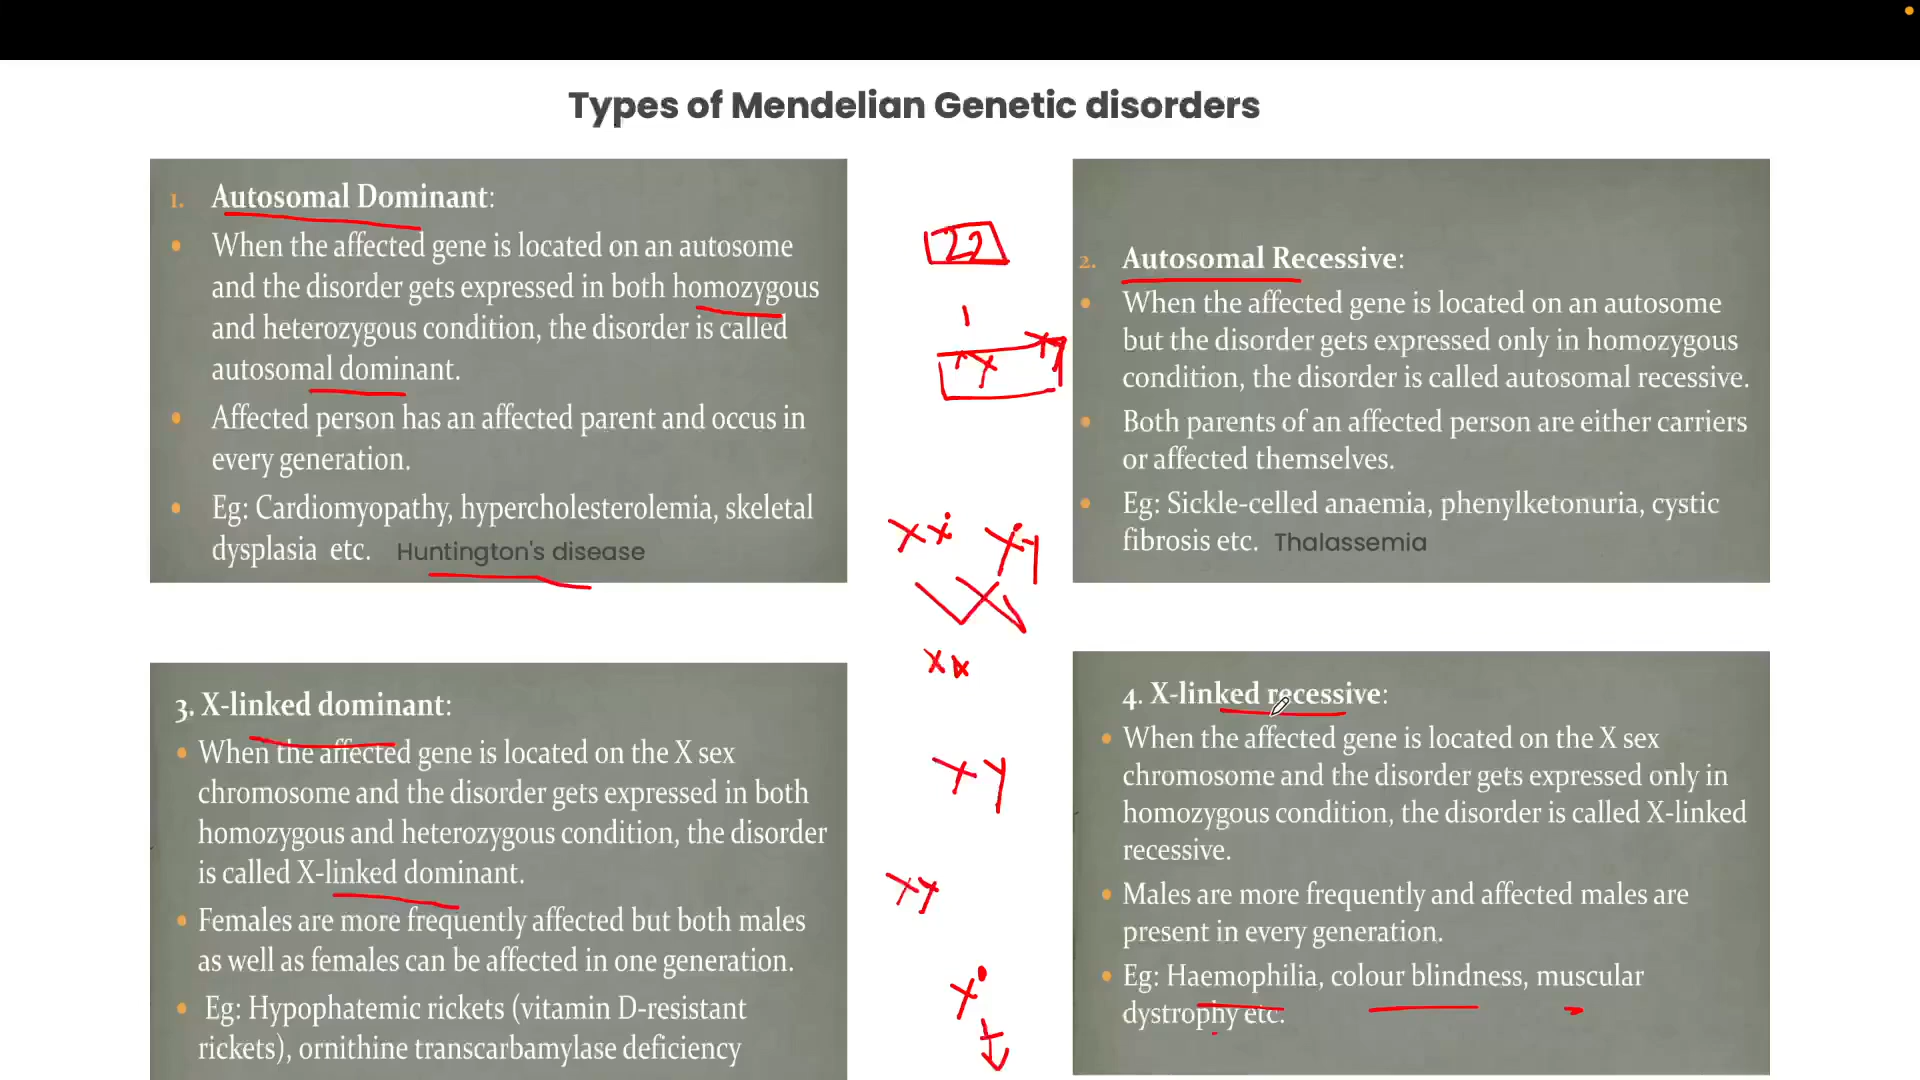 Types of Mendelian Genetic disorders
1. Autosomal Dominant:
• When the affected gene is located on an autosome
and the disorder gets expressed in both homozygous
and heterozygous condition, the disorder is called
autosomal dominant.
• Affected person has an affected parent and occus in
every generation.
• Eg: Cardiomyopathy, hypercholesterolemia, skeletal
dysplasia etc. Huntington's disease
22
1
XX
XY
XX XY
XX
XY
XY
X
2. Autosomal Recessive:
• When the affected gene is located on an autosome
but the disorder gets expressed only in homozygous
condition, the disorder is called autosomal recessive.
• Both parents of an affected person are either carriers
or affected themselves.
• Eg: Sickle-celled anaemia, phenylketonuria, cystic
fibrosis etc. Thalassemia
3. X-linked dominant:
• When the affected gene is located on the X sex
chromosome and the disorder gets expressed in both
homozygous and heterozygous condition, the disorder
is called X-linked dominant.
• Females are more frequently affected but both males
as well as females can be affected in one generation.
• Eg: Hypophatemic rickets (vitamin D-resistant
rickets), ornithine transcarbamylase deficiency
4. X-linked recessive:
• When the affected gene is located on the X sex
chromosome and the disorder gets expressed only in
homozygous condition, the disorder is called X-linked
recessive.
• Males are more frequently and affected males are
present in every generation.
• Eg: Haemophilia, colour blindness, muscular
dystrophy etc.